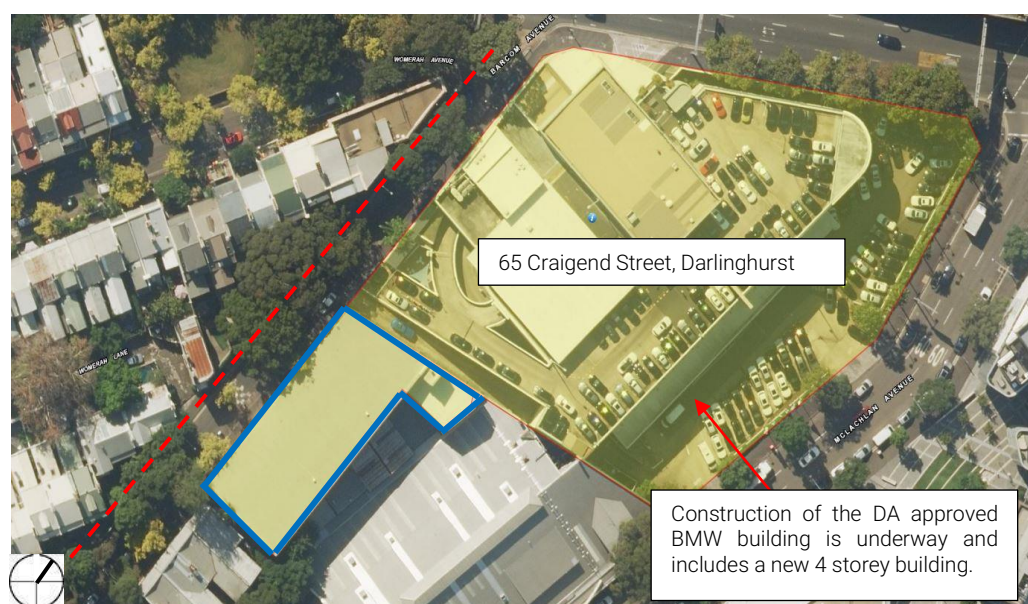 WOMERAH AVENUE
BARCOM AVENUE
65 Craigend Street, Darlinghurst
WOMERAH LANE
MCLACHLAN AVENUE
Construction of the DA approved
BMW building is underway and
includes a new 4 storey building.